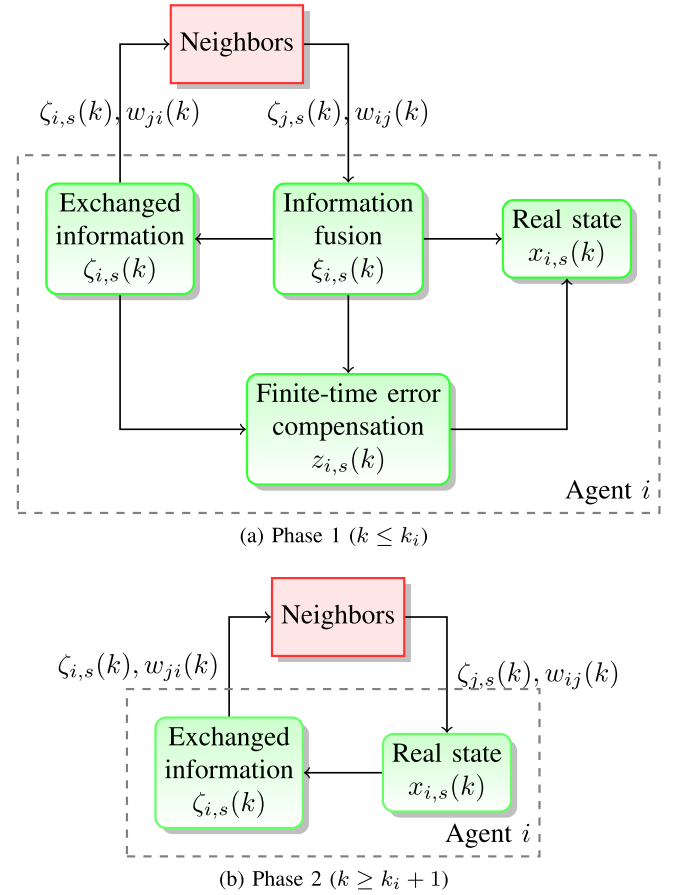 Neighbors
ζ_{i,s}(k), w_{ji}(k)
ζ_{j,s}(k), w_{ij}(k)
Exchanged
information
ζ_{i,s}(k)
Information
fusion
ξ_{i,s}(k)
Real state
x_{i,s}(k)
Finite-time error
compensation
z_{i,s}(k)
Agent i
(a) Phase 1 (k ≤ k_i)
Neighbors
ζ_{i,s}(k), w_{ji}(k)
ζ_{j,s}(k), w_{ij}(k)
Exchanged
information
ζ_{i,s}(k)
Real state
x_{i,s}(k)
Agent i
(b) Phase 2 (k ≥ k_i + 1)